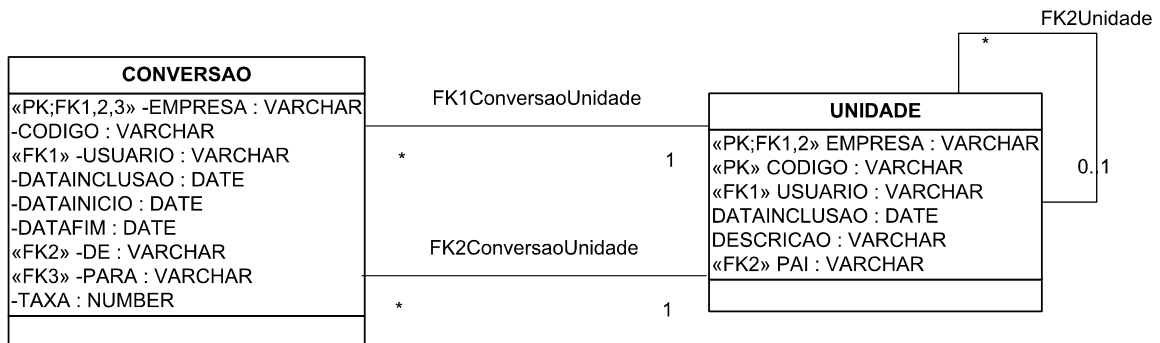 FK2Unidade
*
CONVERSAO
«PK;FK1,2,3» -EMPRESA : VARCHAR
-CODIGO : VARCHAR
«FK1» -USUARIO : VARCHAR
-DATAINCLUSAO : DATE
-DATAINICIO : DATE
-DATAFIM : DATE
«FK2» -DE : VARCHAR
«FK3» -PARA : VARCHAR
-TAXA : NUMBER
FK1ConversaoUnidade
*
1
FK2ConversaoUnidade
*
1
UNIDADE
«PK;FK1,2» EMPRESA : VARCHAR
«PK» CODIGO : VARCHAR
«FK1» USUARIO : VARCHAR
DATAINCLUSAO : DATE
DESCRICAO : VARCHAR
«FK2» PAI : VARCHAR
0..1